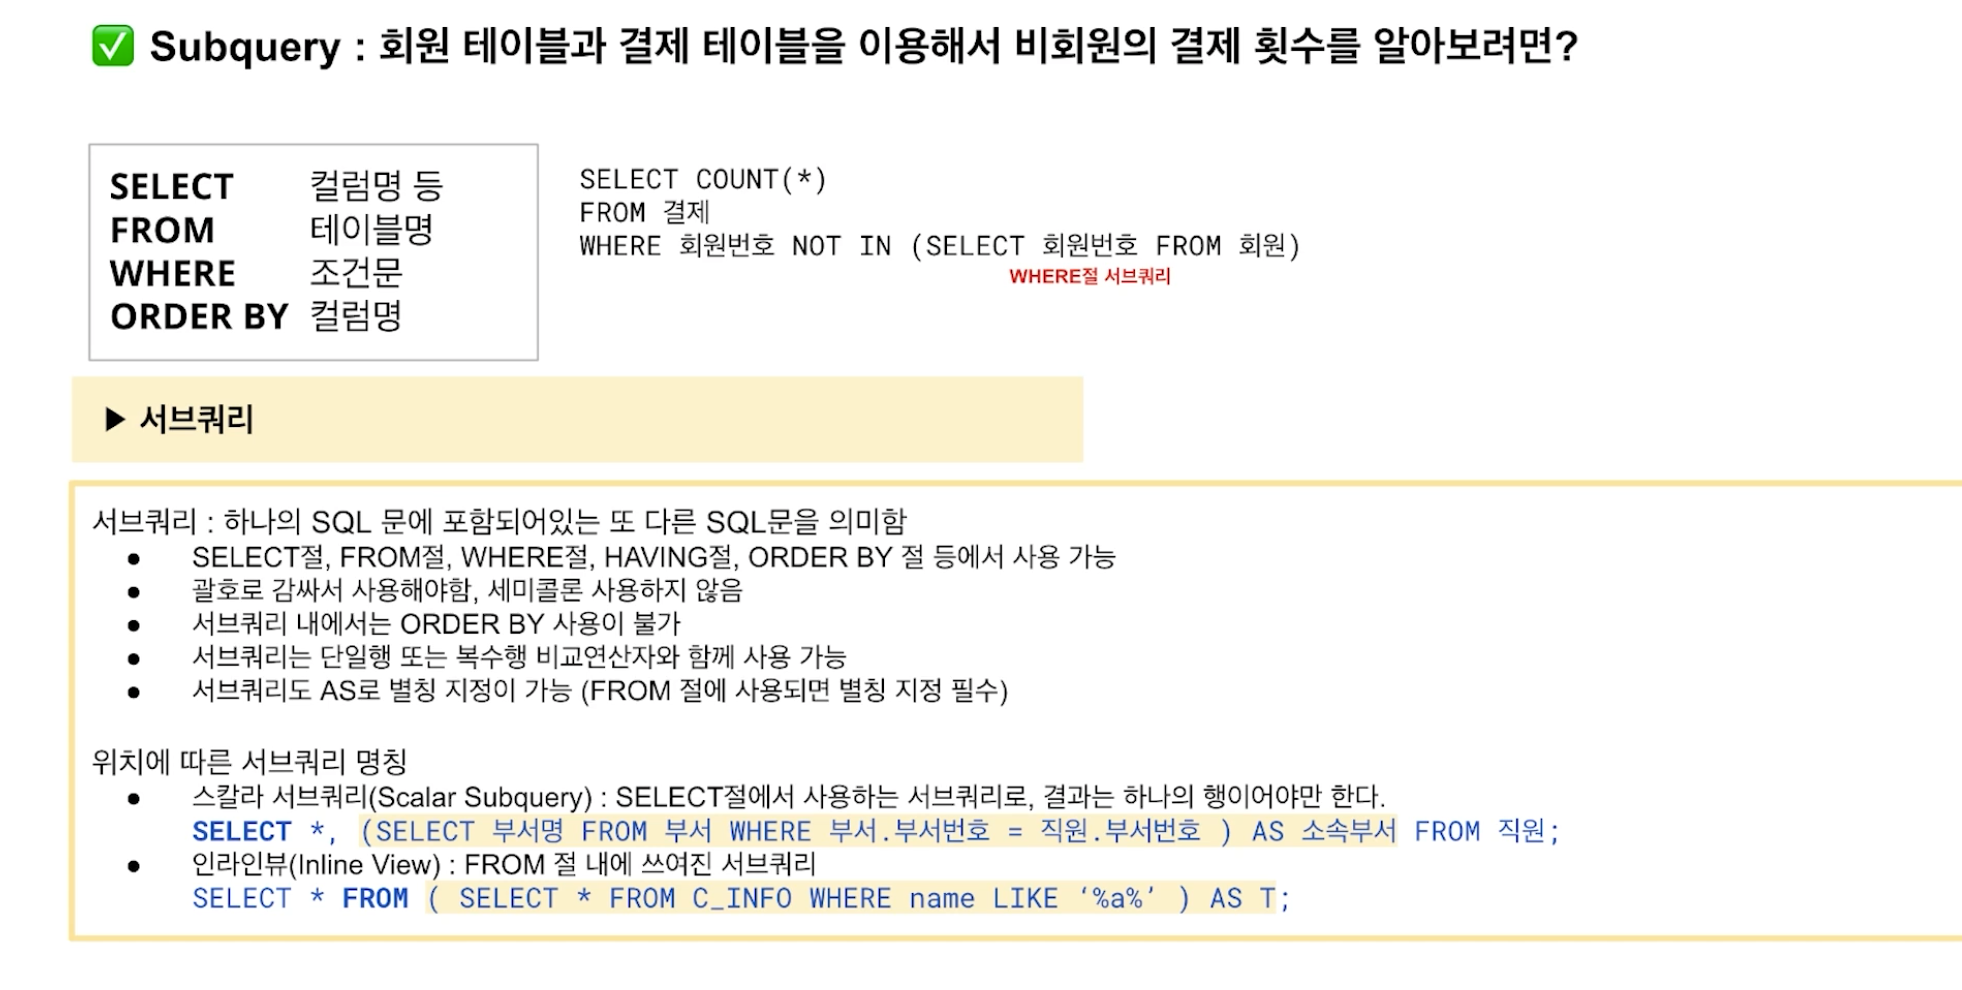 ✅ Subquery : 회원 테이블과 결제 테이블을 이용해서 비회원의 결제 횟수를 알아보려면?
SELECT 컬럼명 등
FROM 테이블명
WHERE 조건문
ORDER BY 컬럼명
SELECT COUNT(*)
FROM 결제
WHERE 회원번호 NOT IN (SELECT 회원번호 FROM 회원)
WHERE절 서브쿼리
▶ 서브쿼리
서브쿼리 : 하나의 SQL 문에 포함되어있는 또 다른 SQL문을 의미함
● SELECT절, FROM절, WHERE절, HAVING절, ORDER BY 절 등에서 사용 가능
● 괄호로 감싸서 사용해야함, 세미콜론 사용하지 않음
● 서브쿼리 내에서는 ORDER BY 사용이 불가
● 서브쿼리는 단일행 또는 복수행 비교연산자와 함께 사용 가능
● 서브쿼리도 AS로 별칭 지정이 가능 (FROM 절에 사용되면 별칭 지정 필수)
위치에 따른 서브쿼리 명칭
● 스칼라 서브쿼리(Scalar Subquery) : SELECT절에서 사용하는 서브쿼리로, 결과는 하나의 행이어야만 한다.
SELECT *, (SELECT 부서명 FROM 부서 WHERE 부서.부서번호 = 직원.부서번호 ) AS 소속부서 FROM 직원;
● 인라인뷰(Inline View) : FROM 절 내에 쓰여진 서브쿼리
SELECT * FROM ( SELECT * FROM C_INFO WHERE name LIKE ‘%a%’ ) AS T;